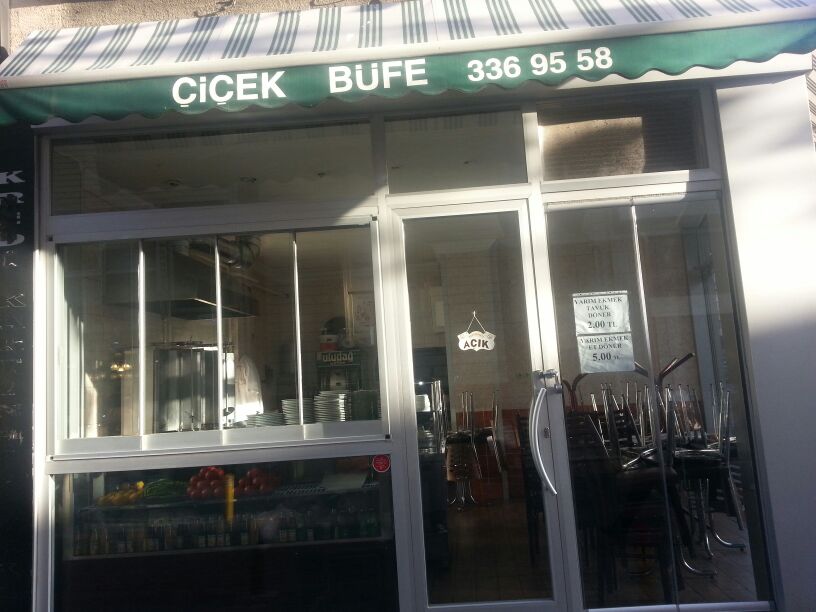 ÇİÇEK BÜFE 336 95 58
YARIM EKMEK
TAVUK
DÖNER
2.00 TL
YARIM EKMEK
ET DÖNER
5.00 TL
AÇIK
uludağ